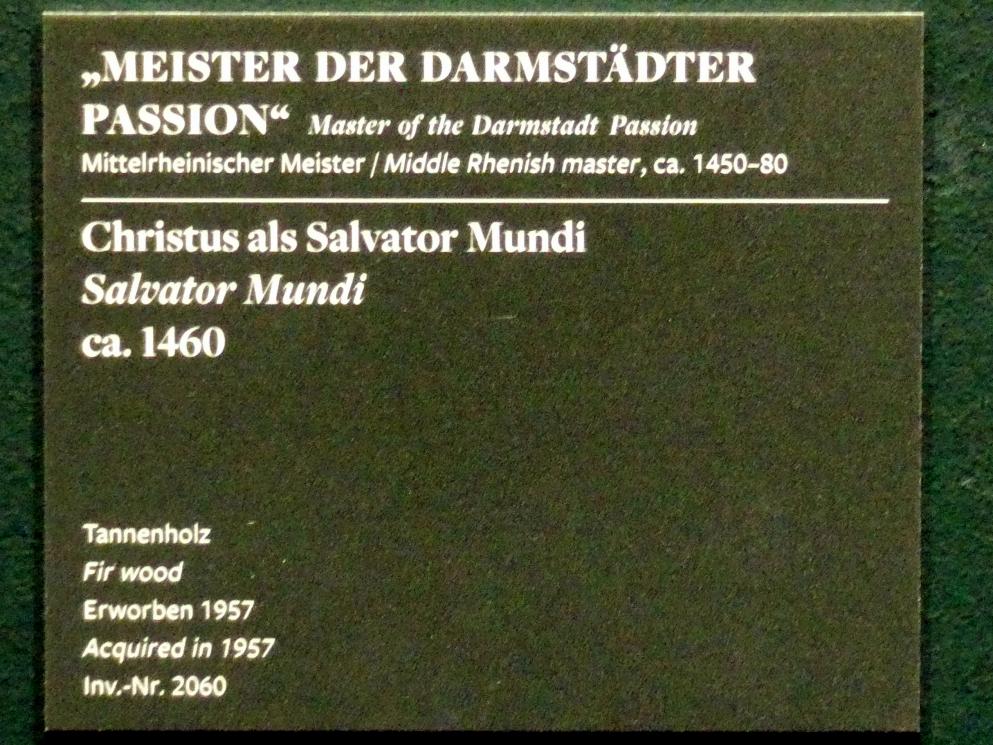 „MEISTER DER DARMSTÄDTER
PASSION“ Master of the Darmstadt Passion
Mittelrheinischer Meister / Middle Rhenish master, ca. 1450–80
Christus als Salvator Mundi
Salvator Mundi
ca. 1460
Tannenholz
Fir wood
Erworben 1957
Acquired in 1957
Inv.-Nr. 2060